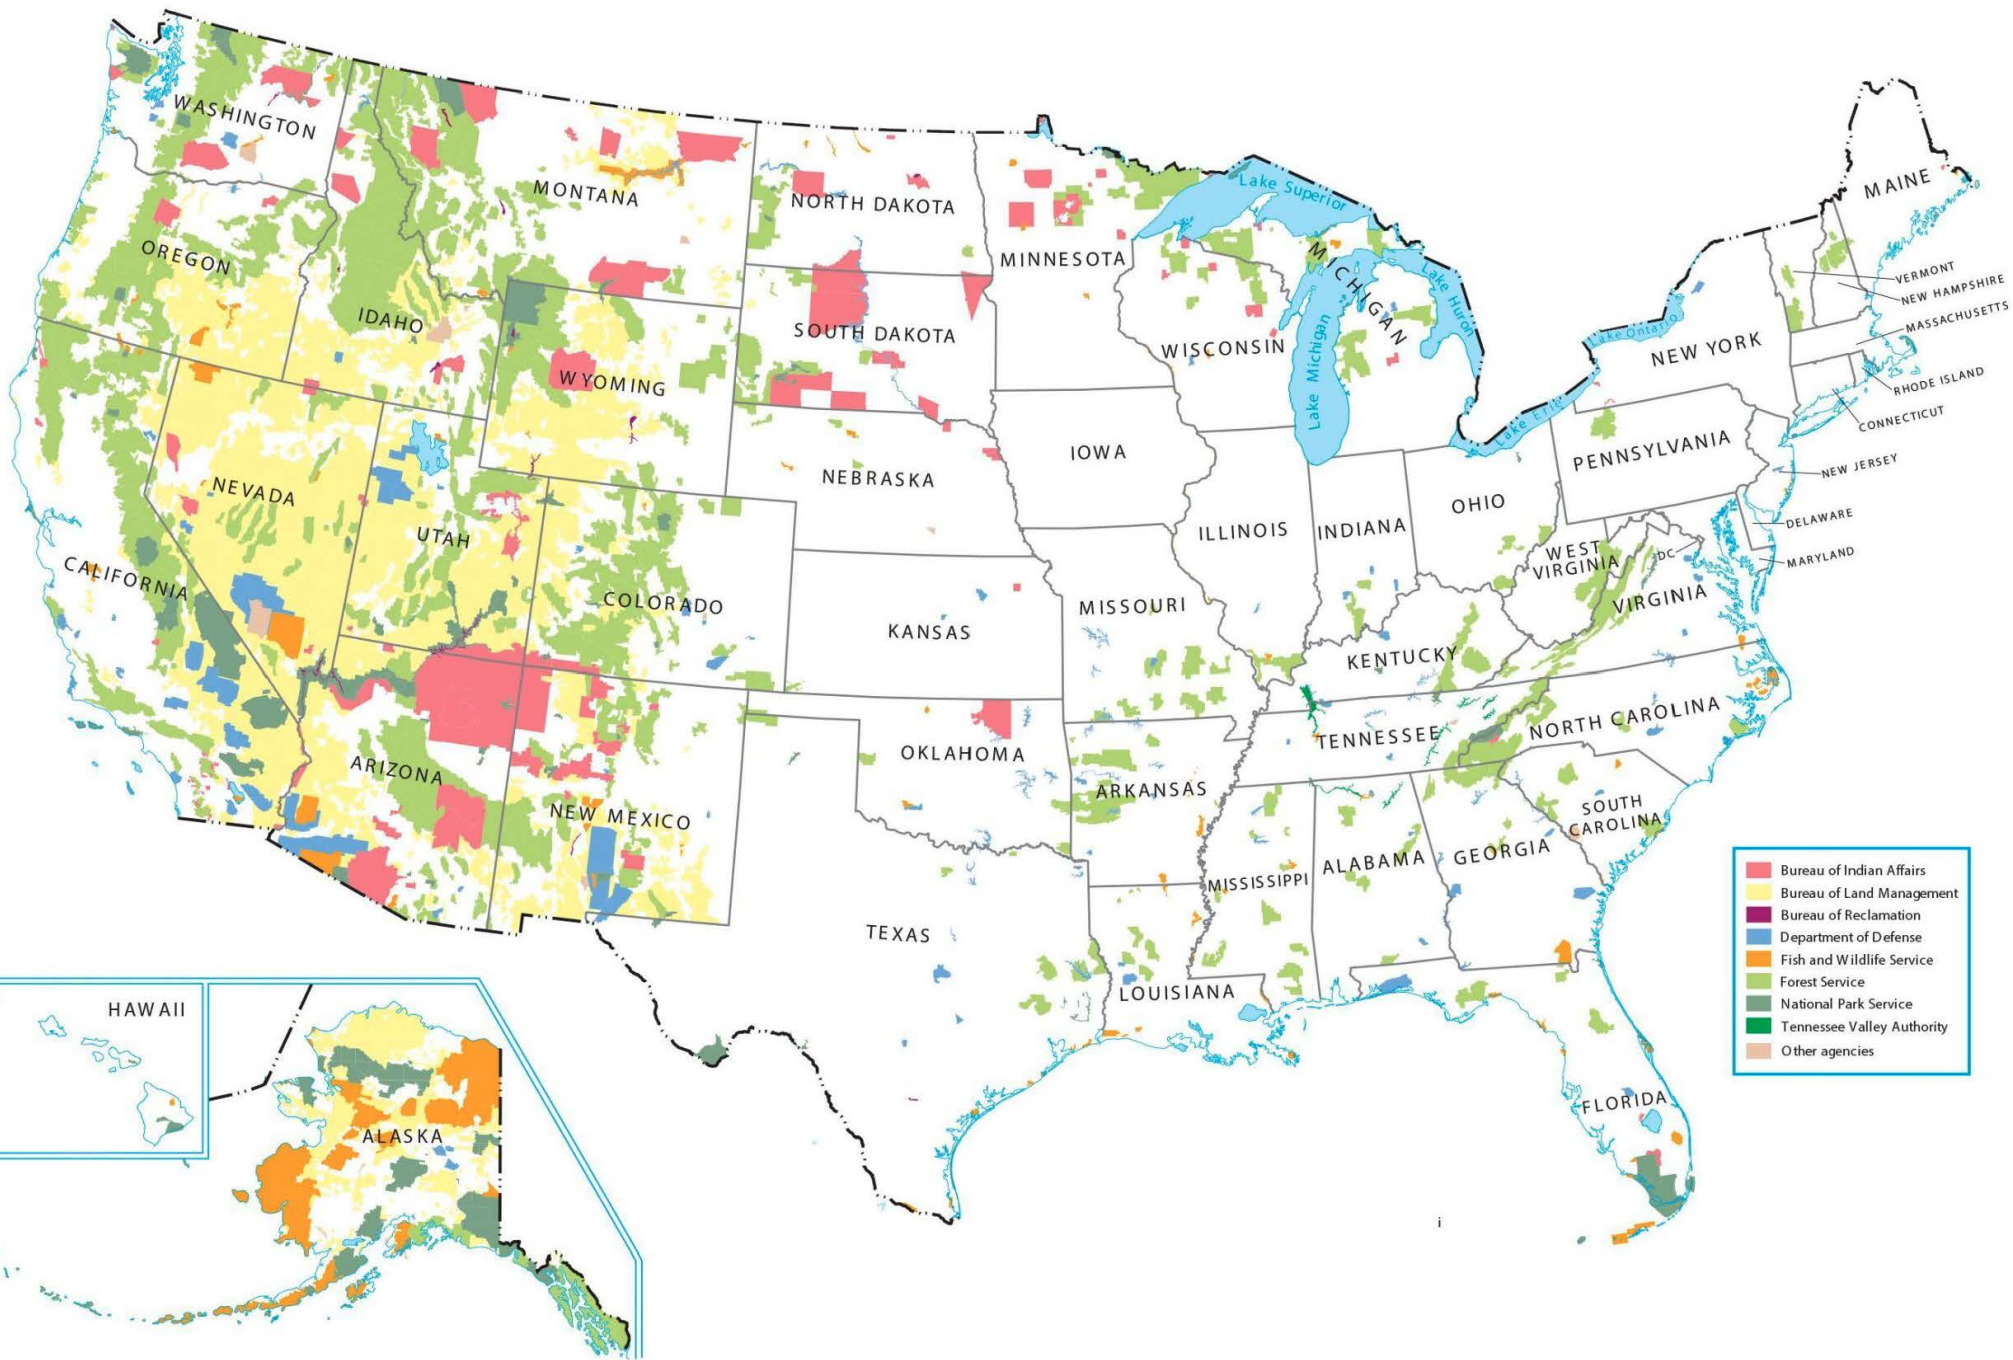 WASHINGTON
MONTANA
NORTH DAKOTA
MINNESOTA
Lake Superior
MAINE
OREGON
IDAHO
WYOMING
SOUTH DAKOTA
WISCONSIN
MICHIGAN
Lake Michigan
Lake Huron
Lake Ontario
Lake Erie
NEW YORK
VERMONT
NEW HAMPSHIRE
MASSACHUSETTS
RHODE ISLAND
CONNECTICUT
NEW JERSEY
DELAWARE
MARYLAND
DC
PENNSYLVANIA
NEVADA
UTAH
NEBRASKA
IOWA
ILLINOIS
INDIANA
OHIO
WEST
VIRGINIA
VIRGINIA
CALIFORNIA
COLORADO
KANSAS
MISSOURI
KENTUCKY
ARIZONA
NEW MEXICO
OKLAHOMA
ARKANSAS
TENNESSEE
NORTH CAROLINA
SOUTH
CAROLINA
TEXAS
LOUISIANA
MISSISSIPPI
ALABAMA
GEORGIA
FLORIDA
HAWAII
ALASKA
i
Bureau of Indian Affairs
Bureau of Land Management
Bureau of Reclamation
Department of Defense
Fish and Wildlife Service
Forest Service
National Park Service
Tennessee Valley Authority
Other agencies